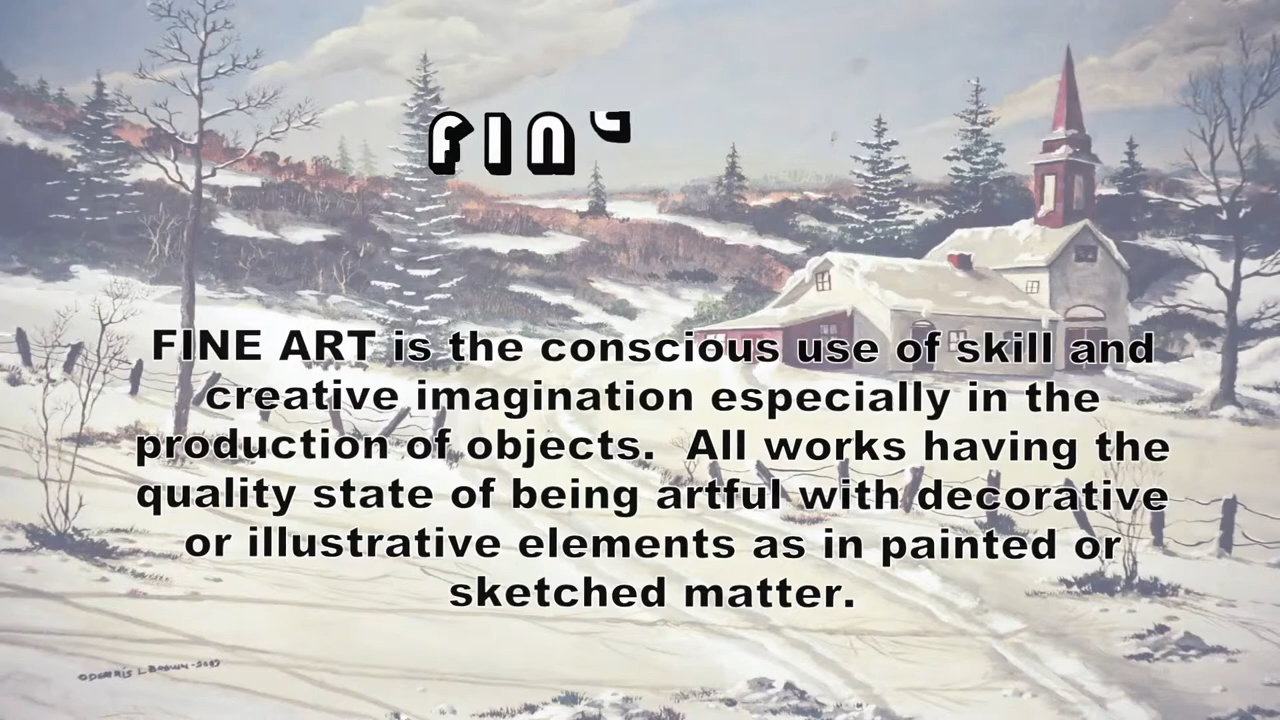 FIN
FINE ART is the conscious use of skill and
creative imagination especially in the
production of objects.  All works having the
quality state of being artful with decorative
or illustrative elements as in painted or
sketched matter.
©DENNIS L. BROWN